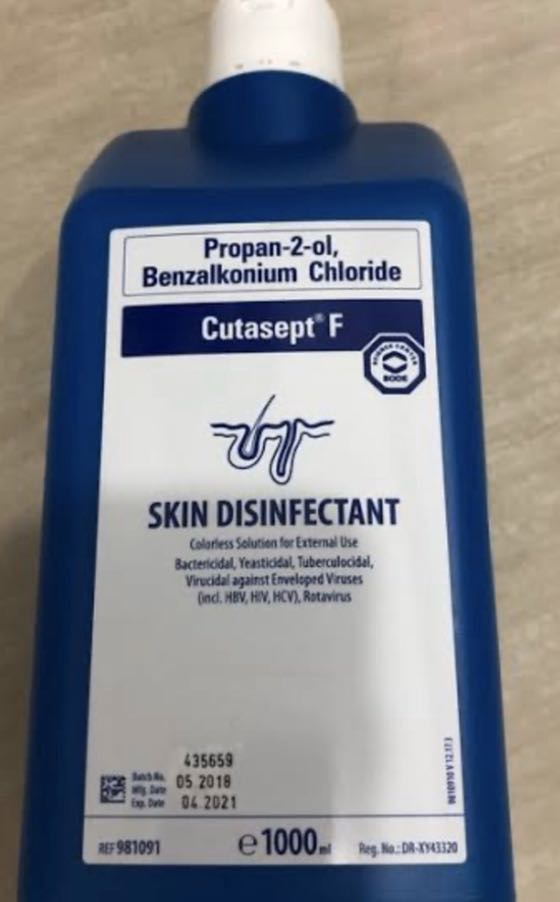 Propan-2-ol,
Benzalkonium Chloride
Cutasept® F
BODE
SKIN DISINFECTANT
Colorless Solution for External Use
Bactericidal, Yeasticidal, Tuberculocidal,
Virucidal against Enveloped Viruses
(incl. HBV, HIV, HCV), Rotavirus
435659
Batch No.
05 2018
Mfg. Date
04 2021
Exp. Date
REF 981091
e 1000 ml
Reg. No.: DR-XY43320